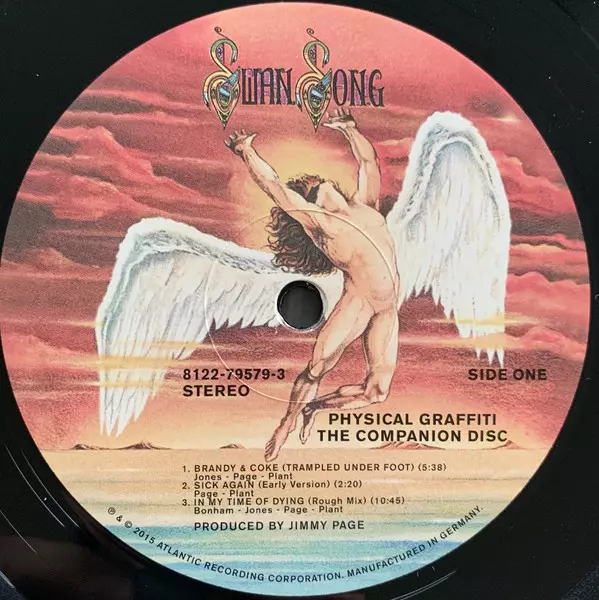 Swan Song
8122-79579-3
STEREO
SIDE ONE
PHYSICAL GRAFFITI
THE COMPANION DISC
1. BRANDY & COKE (TRAMPLED UNDER FOOT) (5:38)
Jones - Page - Plant
2. SICK AGAIN (Early Version) (2:20)
Page - Plant
3. IN MY TIME OF DYING (Rough Mix) (10:45)
Bonham - Jones - Page - Plant
PRODUCED BY JIMMY PAGE
℗ & © 2015 ATLANTIC RECORDING CORPORATION. MANUFACTURED IN GERMANY.